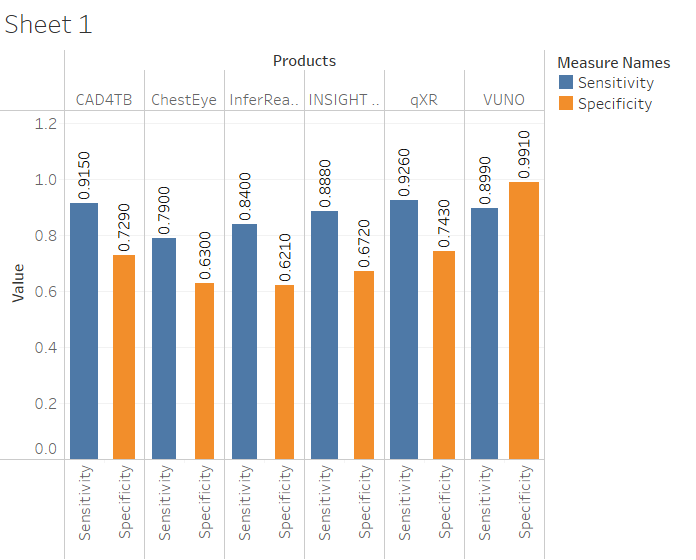 Sheet 1
Products
Measure Names
Sensitivity
Specificity
CAD4TB ChestEye InferRea.. INSIGHT .. qXR VUNO
1.2
1.0
0.8
0.6
0.4
0.2
0.0
Value
0.9150
0.7290
0.7900
0.6300
0.8400
0.6210
0.8880
0.6720
0.9260
0.7430
0.8990
0.9910
Sensitivity
Specificity
Sensitivity
Specificity
Sensitivity
Specificity
Sensitivity
Specificity
Sensitivity
Specificity
Sensitivity
Specificity